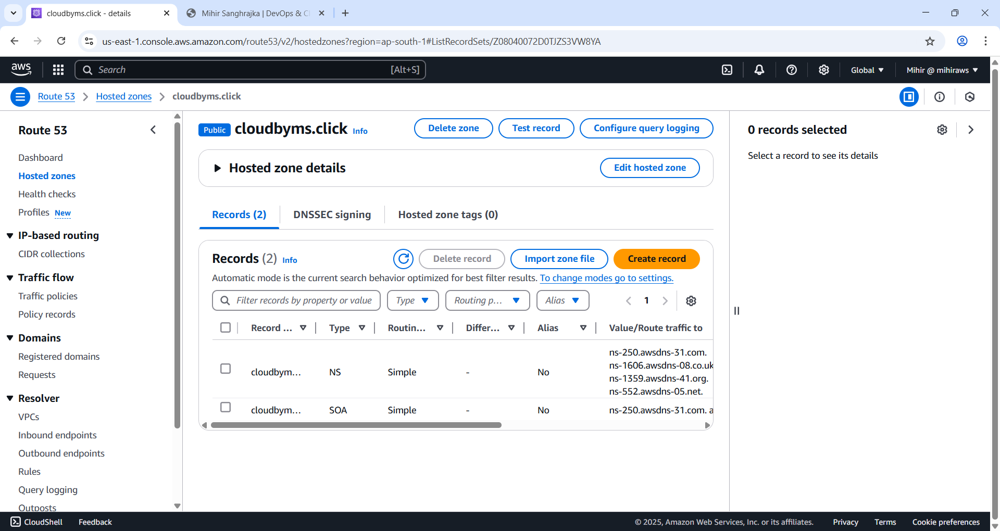 cloudbyms.click - details
Mihir Sanghrajka | DevOps & Cl
us-east-1.console.aws.amazon.com/route53/v2/hostedzones?region=ap-south-1#ListRecordSets/Z08040072D0TJZS3VW8YA
aws
Search [Alt+S]
Global
Mihir @ mihiraws
Route 53
Hosted zones
cloudbyms.click
Route 53
Dashboard
Hosted zones
Health checks
Profiles New
IP-based routing
CIDR collections
Traffic flow
Traffic policies
Policy records
Domains
Registered domains
Requests
Resolver
VPCs
Inbound endpoints
Outbound endpoints
Rules
Query logging
Outposts
Public cloudbyms.click Info
Delete zone
Test record
Configure query logging
Hosted zone details
Edit hosted zone
Records (2)
DNSSEC signing
Hosted zone tags (0)
Records (2) Info
Delete record
Import zone file
Create record
Automatic mode is the current search behavior optimized for best filter results. To change modes go to settings.
Filter records by property or value
Type
Routing p...
Alias
1
Record ... Type Routin... Differ... Alias Value/Route traffic to
cloudbym... NS Simple - No
ns-250.awsdns-31.com.
ns-1606.awsdns-08.co.uk
ns-1359.awsdns-41.org.
ns-552.awsdns-05.net.
cloudbym... SOA Simple - No ns-250.awsdns-31.com. a
0 records selected
Select a record to see its details
CloudShell
Feedback
© 2025, Amazon Web Services, Inc. or its affiliates.
Privacy
Terms
Cookie preferences